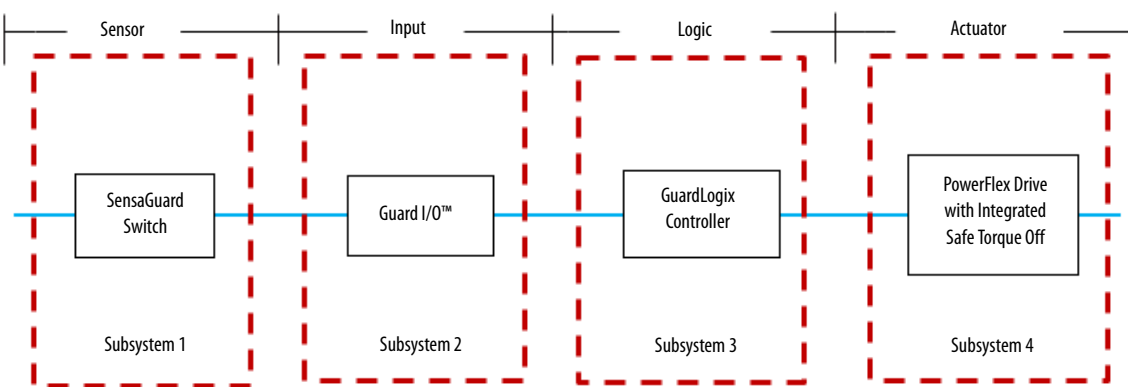 Sensor
Input
Logic
Actuator
SensaGuard
Switch
Guard I/O™
GuardLogix
Controller
PowerFlex Drive
with Integrated
Safe Torque Off
Subsystem 1
Subsystem 2
Subsystem 3
Subsystem 4